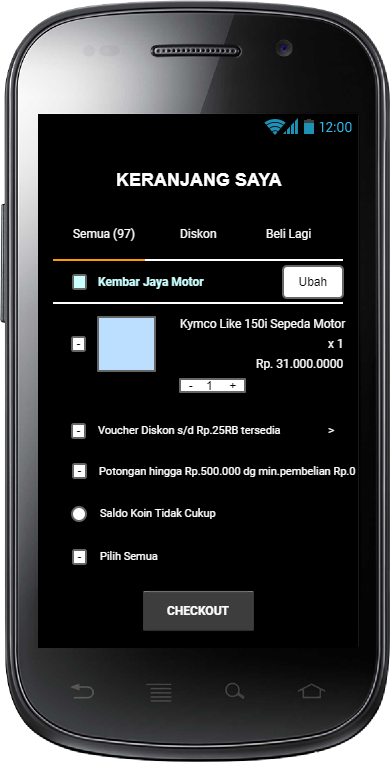 12:00
KERANJANG SAYA
Semua (97) Diskon Beli Lagi
Kembar Jaya Motor Ubah
Kymco Like 150i Sepeda Motor
- x 1
Rp. 31.000.0000
- 1 +
- Voucher Diskon s/d Rp.25RB tersedia >
- Potongan hingga Rp.500.000 dg min.pembelian Rp.0
Saldo Koin Tidak Cukup
- Pilih Semua
CHECKOUT